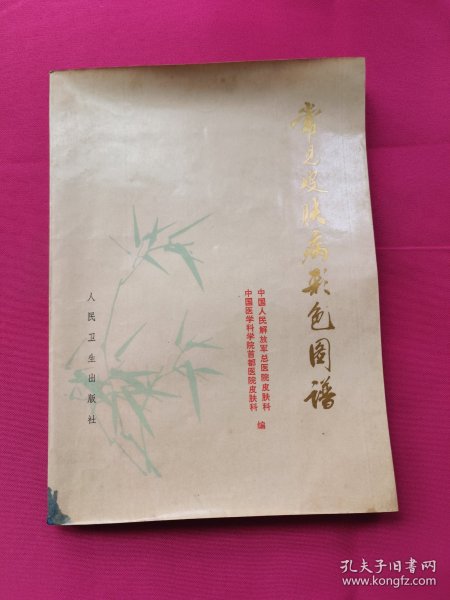 常见皮肤病形色图谱
中国人民解放军总医院皮肤科
中国医学科学院首都医院皮肤科
编
人民卫生出版社
孔夫子旧书网
www.kongfz.com